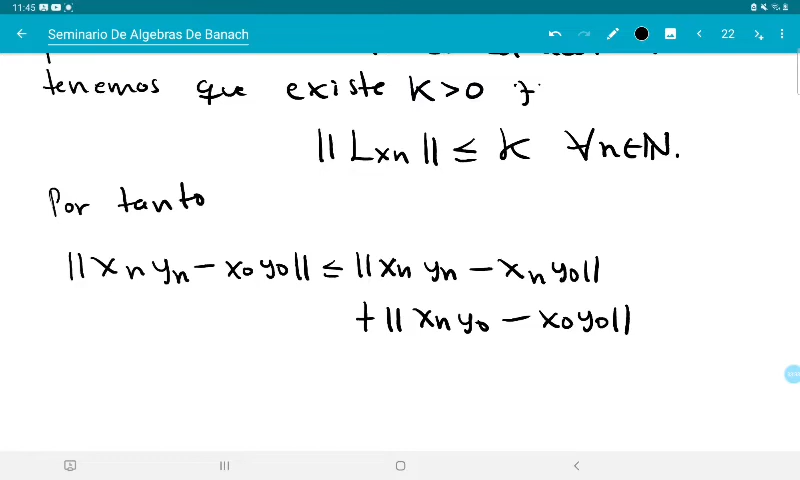 11:45
Seminario De Algebras De Banach
22
tenemos que existe K>0 ∋:
||Lxn|| ≤ K ∀n∈ℕ.
Por tanto
||xnyn - x0y0|| ≤ ||xnyn - xny0||
+ ||xny0 - x0y0||